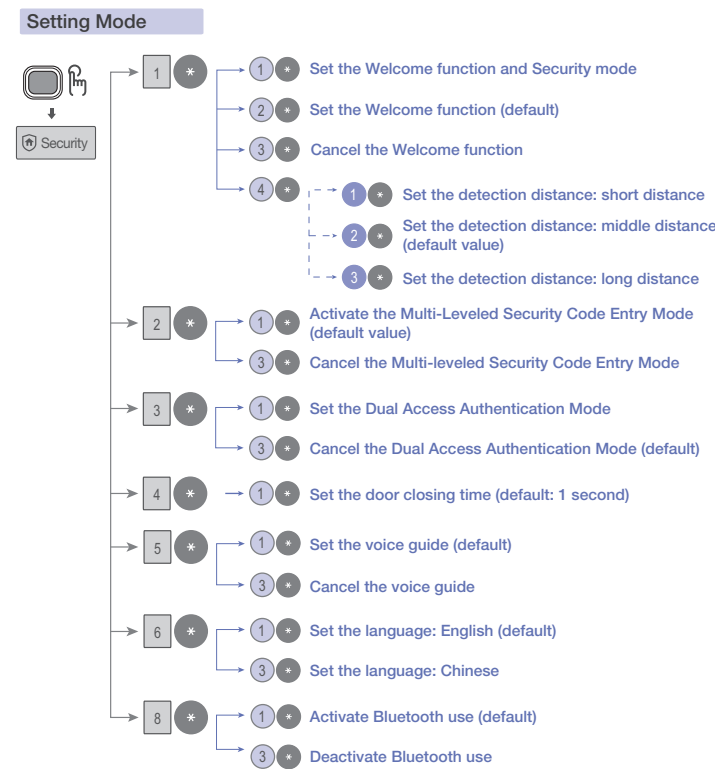 Setting Mode
Security
1 *
1 * Set the Welcome function and Security mode
2 * Set the Welcome function (default)
3 * Cancel the Welcome function
4 *
1 * Set the detection distance: short distance
2 * Set the detection distance: middle distance
(default value)
3 * Set the detection distance: long distance
2 *
1 * Activate the Multi-Leveled Security Code Entry Mode
(default value)
3 * Cancel the Multi-leveled Security Code Entry Mode
3 *
1 * Set the Dual Access Authentication Mode
3 * Cancel the Dual Access Authentication Mode (default)
4 *
1 * Set the door closing time (default: 1 second)
5 *
1 * Set the voice guide (default)
3 * Cancel the voice guide
6 *
1 * Set the language: English (default)
3 * Set the language: Chinese
8 *
1 * Activate Bluetooth use (default)
3 * Deactivate Bluetooth use